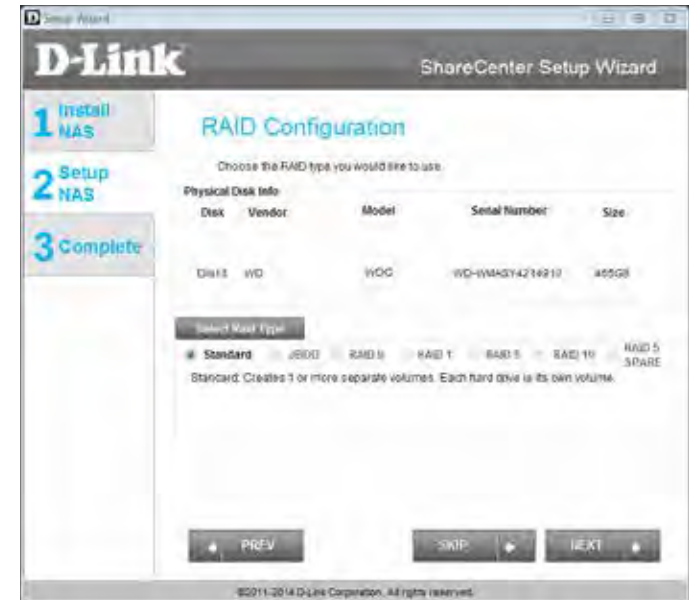 Setup Wizard
D-Link
ShareCenter Setup Wizard
1 Install NAS
2 Setup NAS
3 Complete
RAID Configuration
Choose the RAID type you would like to use.
Physical Disk Info
Disk Vendor Model Serial Number Size
WD WDC
Select Raid Type
Standard JBOD RAID 0 RAID 1 RAID 5 RAID 10 RAID 5 SPARE
Standard: Creates 1 or more separate volumes. Each hard drive is its own volume.
PREV SKIP NEXT
©2011-2014 D-Link Corporation. All rights reserved.